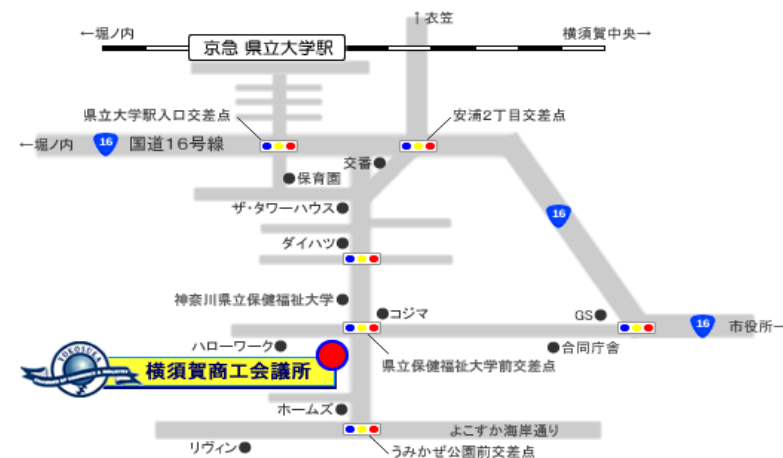 ↑衣笠
←堀ノ内
横須賀中央→
京急 県立大学駅
県立大学駅入口交差点
安浦2丁目交差点
←堀ノ内
16
国道16号線
交番
保育園
ザ・タワーハウス
16
ダイハツ
神奈川県立保健福祉大学
コジマ
GS
16
市役所→
ハローワーク
合同庁舎
県立保健福祉大学前交差点
YOKOSUKA
横須賀商工会議所
ホームズ
よこすか海岸通り
リヴィン
うみかぜ公園前交差点